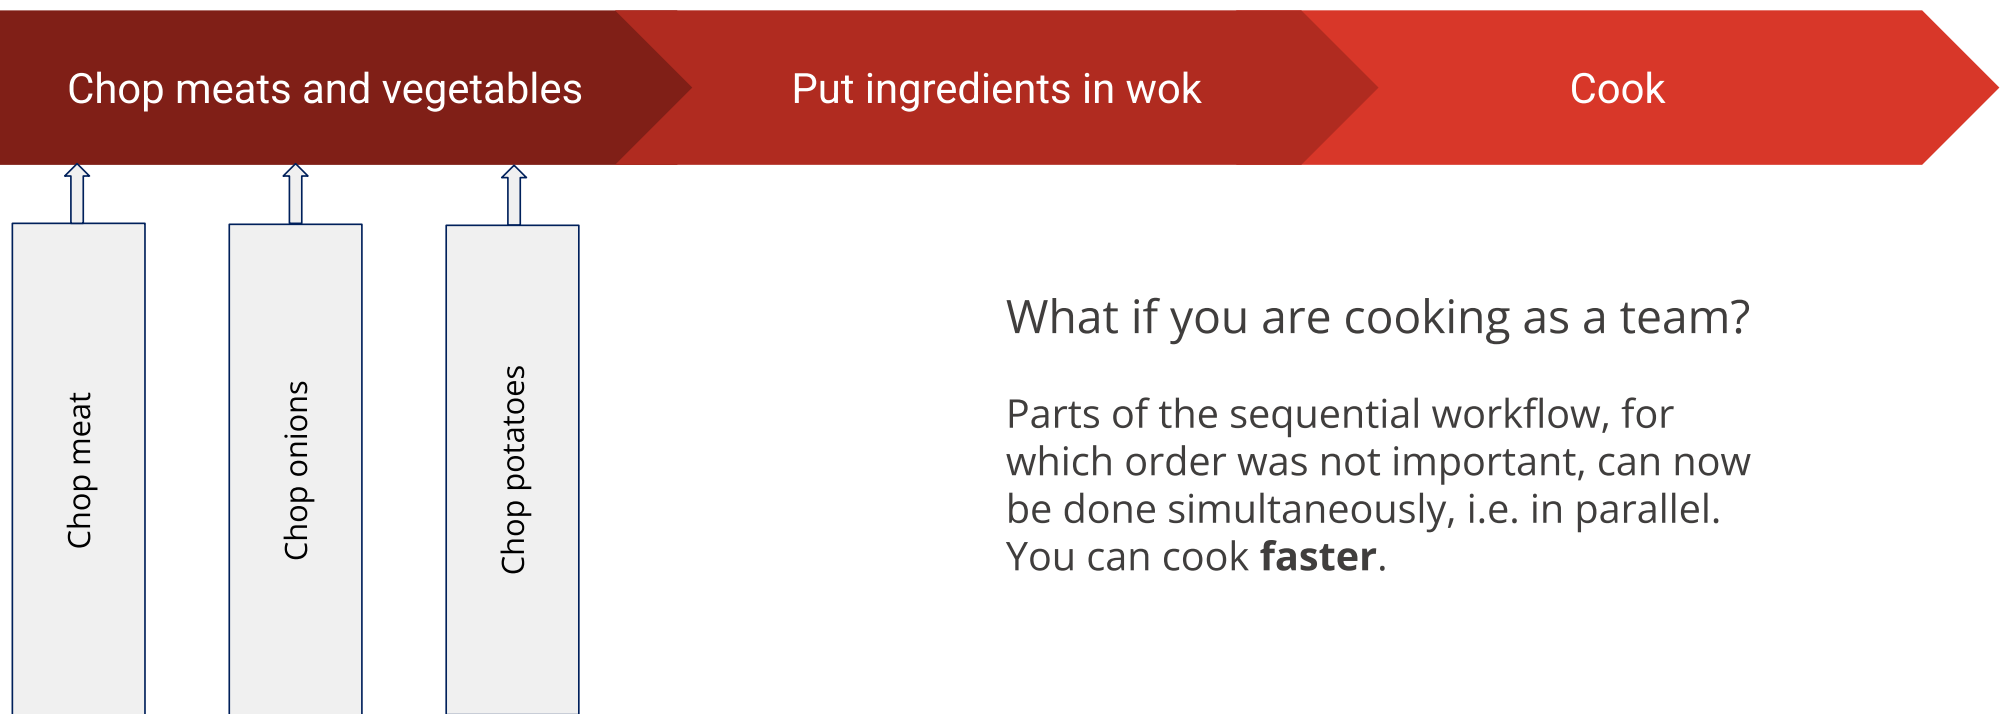 Chop meats and vegetables
Put ingredients in wok
Cook
Chop meat
Chop onions
Chop potatoes
What if you are cooking as a team?
Parts of the sequential workflow, for
which order was not important, can now
be done simultaneously, i.e. in parallel.
You can cook faster.